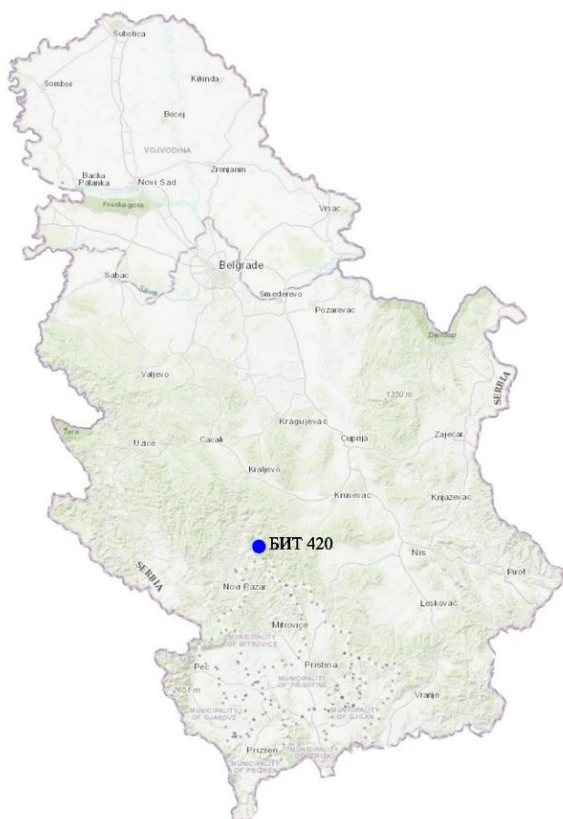 Subotica
Sombor
Kikinda
Becej
VOJVODINA
Backa
Palanka
Novi Sad
Zrenjanin
Fruska gora
Vrsac
Belgrade
Sabac
Sava
Smederevo
Pozarevac
Djerdap
SERBIA
Valjevo
1350 m
Kragujevac
Tara
Uzice
Cacak
Cuprija
Zajecar
Kraljevo
Krusevac
Knjazevac
БИТ 420
Nis
SERBIA
Pirot
Novi Pazar
Leskovac
Mitrovice
MUNICIPALITY
OF MITROVICE
Pec
Pristina
2651 m
MUNICIPALITY
OF PRISHTINE
Vranje
MUNICIPALITY
OF GJAKOVE
MUNICIPALITY
OF GJILAN
Prizren
MUNICIPALITY
OF PRIZREN
MUNICIPALITY